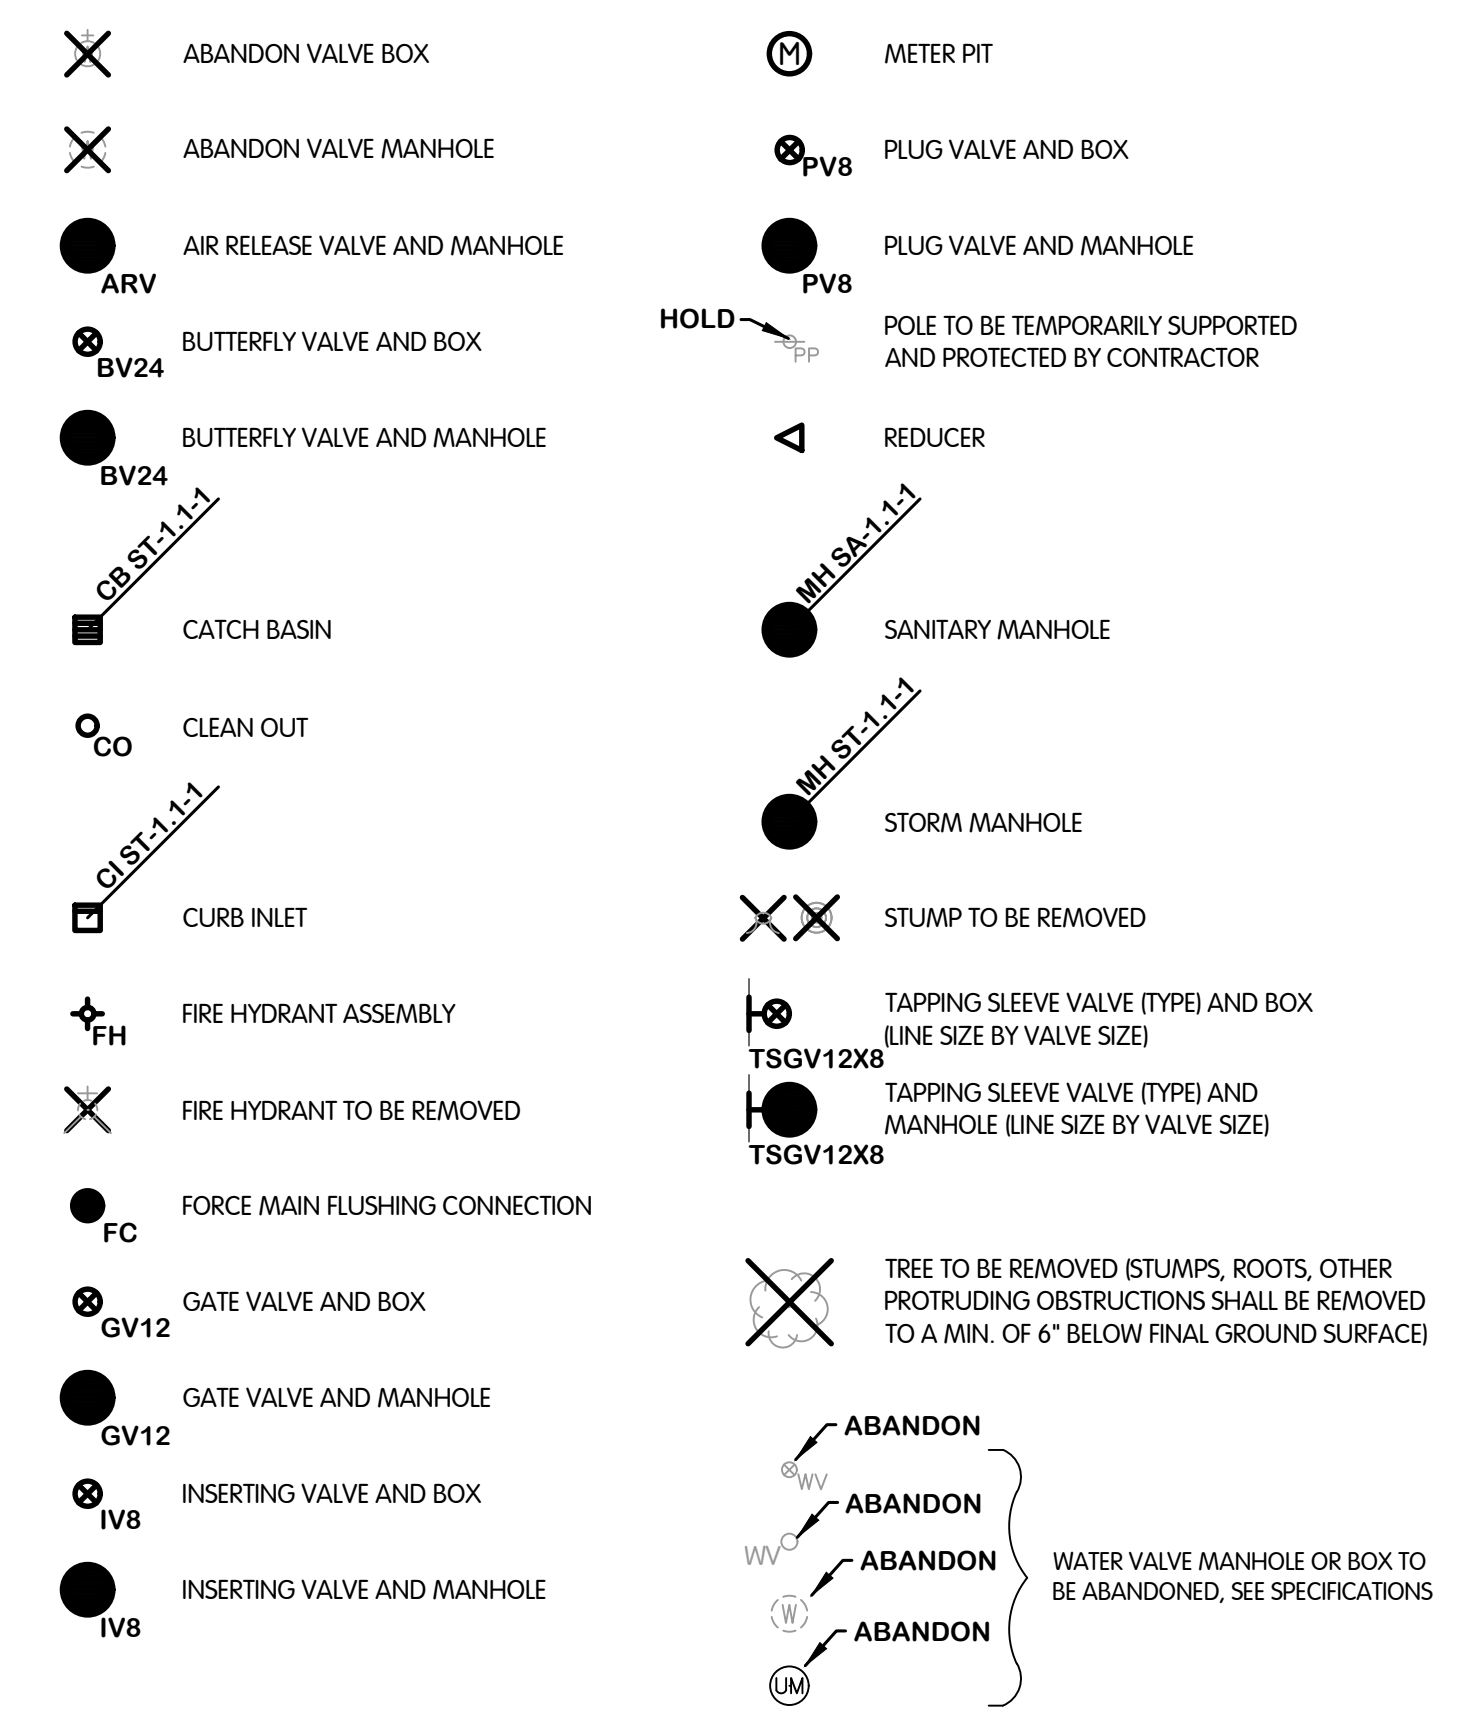 ABANDON VALVE BOX
ABANDON VALVE MANHOLE
AIR RELEASE VALVE AND MANHOLE
ARV
BUTTERFLY VALVE AND BOX
BV24
BUTTERFLY VALVE AND MANHOLE
BV24
CB ST-1.1-1
CATCH BASIN
CLEAN OUT
CO
CI ST-1.1-1
CURB INLET
FIRE HYDRANT ASSEMBLY
FH
FIRE HYDRANT TO BE REMOVED
FORCE MAIN FLUSHING CONNECTION
FC
GATE VALVE AND BOX
GV12
GATE VALVE AND MANHOLE
GV12
INSERTING VALVE AND BOX
IV8
INSERTING VALVE AND MANHOLE
IV8
M METER PIT
PLUG VALVE AND BOX
PV8
PLUG VALVE AND MANHOLE
PV8
HOLD
PP
POLE TO BE TEMPORARILY SUPPORTED
AND PROTECTED BY CONTRACTOR
REDUCER
MH SA-1.1-1
SANITARY MANHOLE
MH ST-1.1-1
STORM MANHOLE
STUMP TO BE REMOVED
TAPPING SLEEVE VALVE (TYPE) AND BOX
(LINE SIZE BY VALVE SIZE)
TSGV12X8
TAPPING SLEEVE VALVE (TYPE) AND
MANHOLE (LINE SIZE BY VALVE SIZE)
TSGV12X8
TREE TO BE REMOVED (STUMPS, ROOTS, OTHER
PROTRUDING OBSTRUCTIONS SHALL BE REMOVED
TO A MIN. OF 6" BELOW FINAL GROUND SURFACE)
ABANDON
WV
ABANDON
WV
ABANDON
W
ABANDON
UM
WATER VALVE MANHOLE OR BOX TO
BE ABANDONED, SEE SPECIFICATIONS